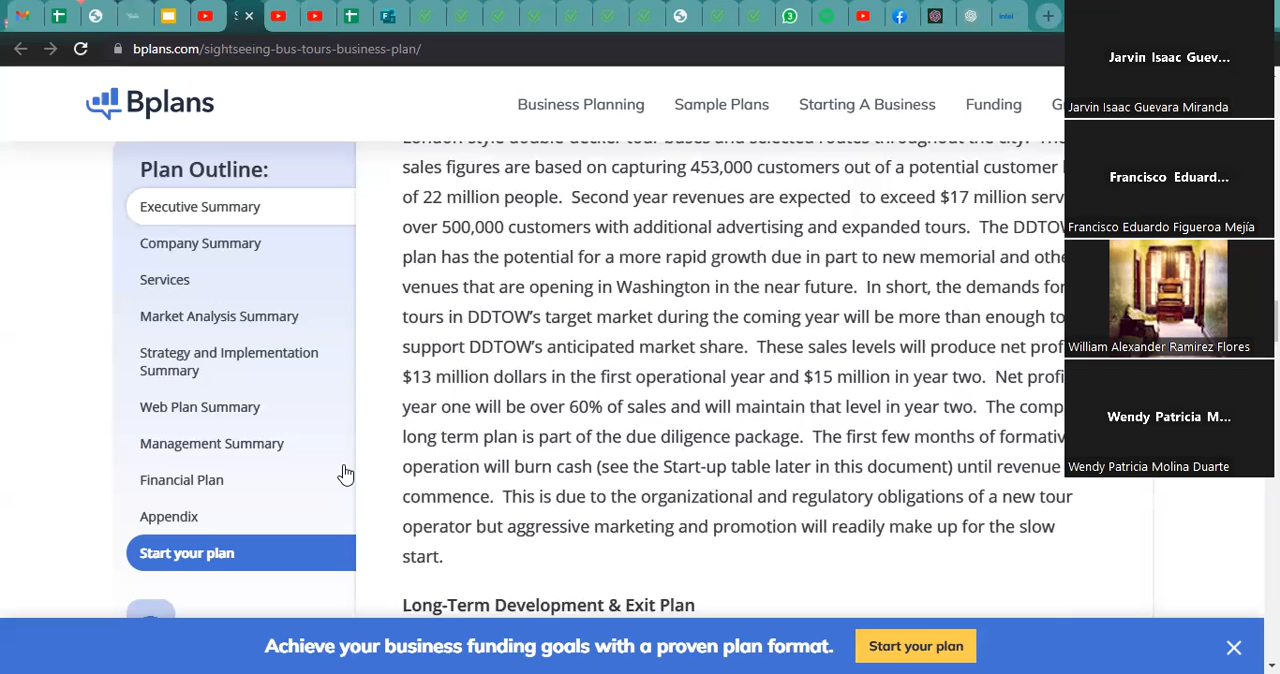 bplans.com/sightseeing-bus-tours-business-plan/
Bplans
Business Planning
Sample Plans
Starting A Business
Funding
Plan Outline:
Executive Summary
Company Summary
Services
Market Analysis Summary
Strategy and Implementation
Summary
Web Plan Summary
Management Summary
Financial Plan
Appendix
Start your plan
London style double decker tour buses and selected routes throughout the city.
sales figures are based on capturing 453,000 customers out of a potential customer
of 22 million people. Second year revenues are expected to exceed $17 million serv
over 500,000 customers with additional advertising and expanded tours. The DDTOW
plan has the potential for a more rapid growth due in part to new memorial and othe
venues that are opening in Washington in the near future. In short, the demands for
tours in DDTOW's target market during the coming year will be more than enough to
support DDTOW's anticipated market share. These sales levels will produce net prof
$13 million dollars in the first operational year and $15 million in year two. Net profi
year one will be over 60% of sales and will maintain that level in year two. The comp
long term plan is part of the due diligence package. The first few months of formativ
operation will burn cash (see the Start-up table later in this document) until revenue
commence. This is due to the organizational and regulatory obligations of a new tour
operator but aggressive marketing and promotion will readily make up for the slow
start.
Long-Term Development & Exit Plan
Achieve your business funding goals with a proven plan format.
Start your plan
Jarvin Isaac Guev...
Jarvin Isaac Guevara Miranda
Francisco Eduard...
Francisco Eduardo Figueroa Mejía
William Alexander Ramirez Flores
Wendy Patricia M...
Wendy Patricia Molina Duarte